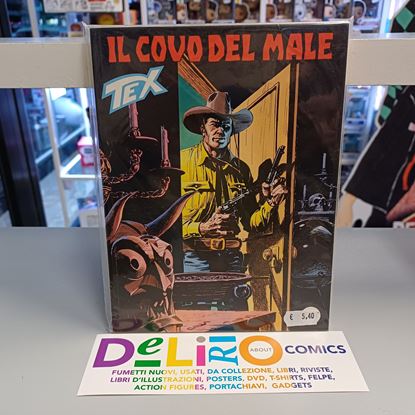 IL COVO DEL MALE
TEX
€ 5,40
DELIRIO ABOUT COMICS
FUMETTI NUOVI, USATI, DA COLLEZIONE, LIBRI, RIVISTE,
LIBRI D'ILLUSTRAZIONI, POSTERS, DVD, T-SHIRTS, FELPE,
ACTION FIGURES, PORTACHIAVI, GADGETS